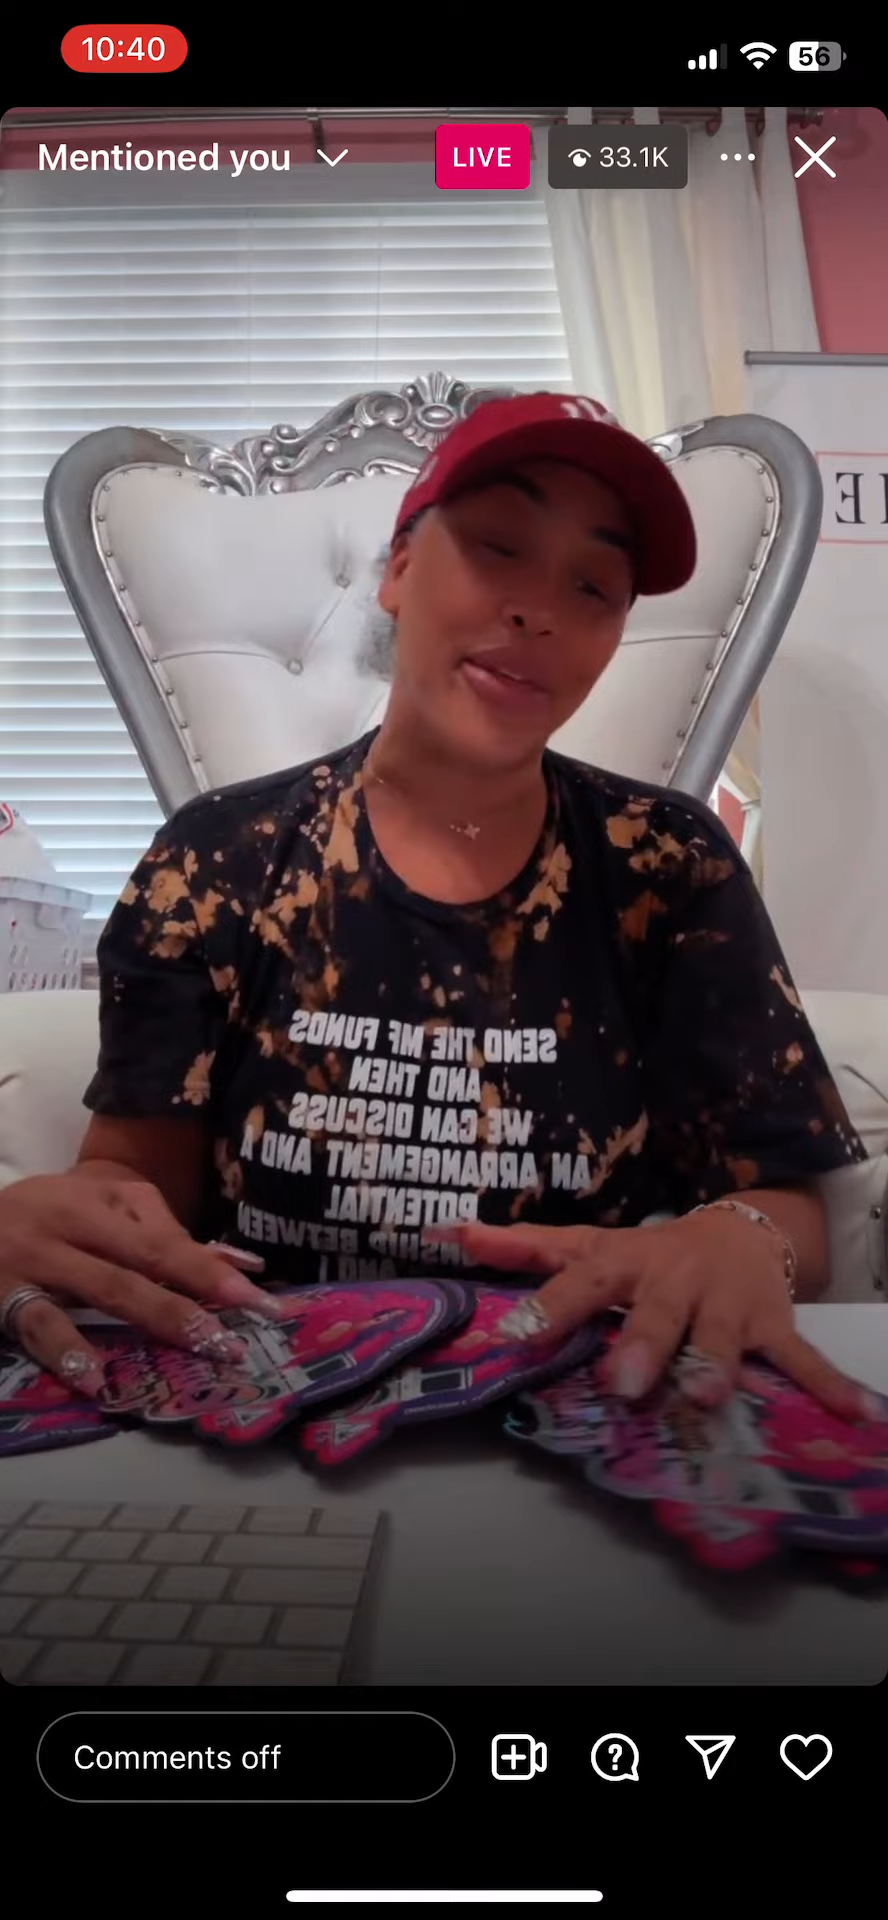 10:40
56
Mentioned you
LIVE
33.1K
SEND THE MF FUNDS
AND THEN
WE CAN DISCUSS
AN ARRANGEMENT AND A
POTENTIAL
BETWEEN
Comments off